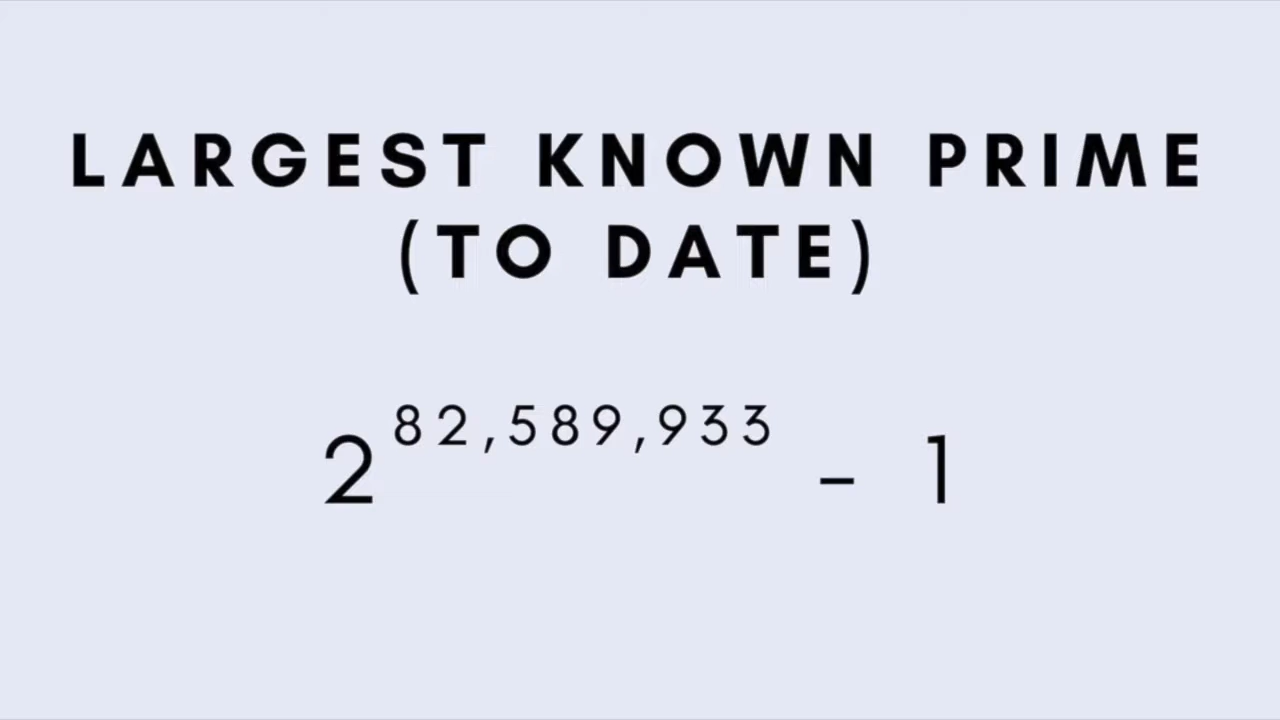 LARGEST KNOWN PRIME
(TO DATE)
2^82,589,933 – 1